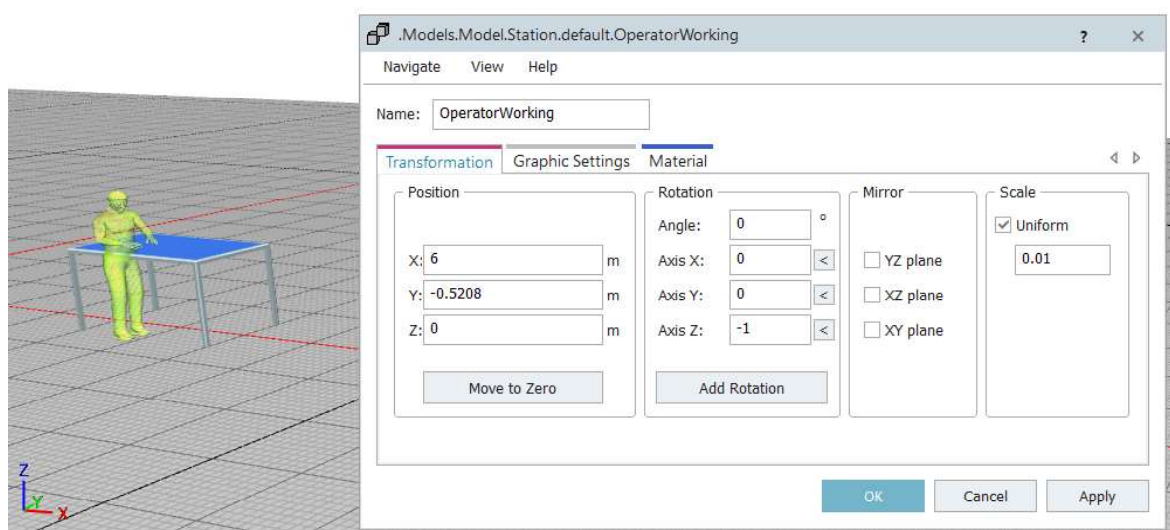 .Models.Model.Station.default.OperatorWorking ? ×
Navigate View Help
Name: OperatorWorking
Transformation Graphic Settings Material
Position Rotation Mirror Scale
Angle: 0 ° Uniform
X: 6 m Axis X: 0 < YZ plane 0.01
Y: -0.5208 m Axis Y: 0 < XZ plane
Z: 0 m Axis Z: -1 < XY plane
Move to Zero Add Rotation
OK Cancel Apply
Z
Y
X